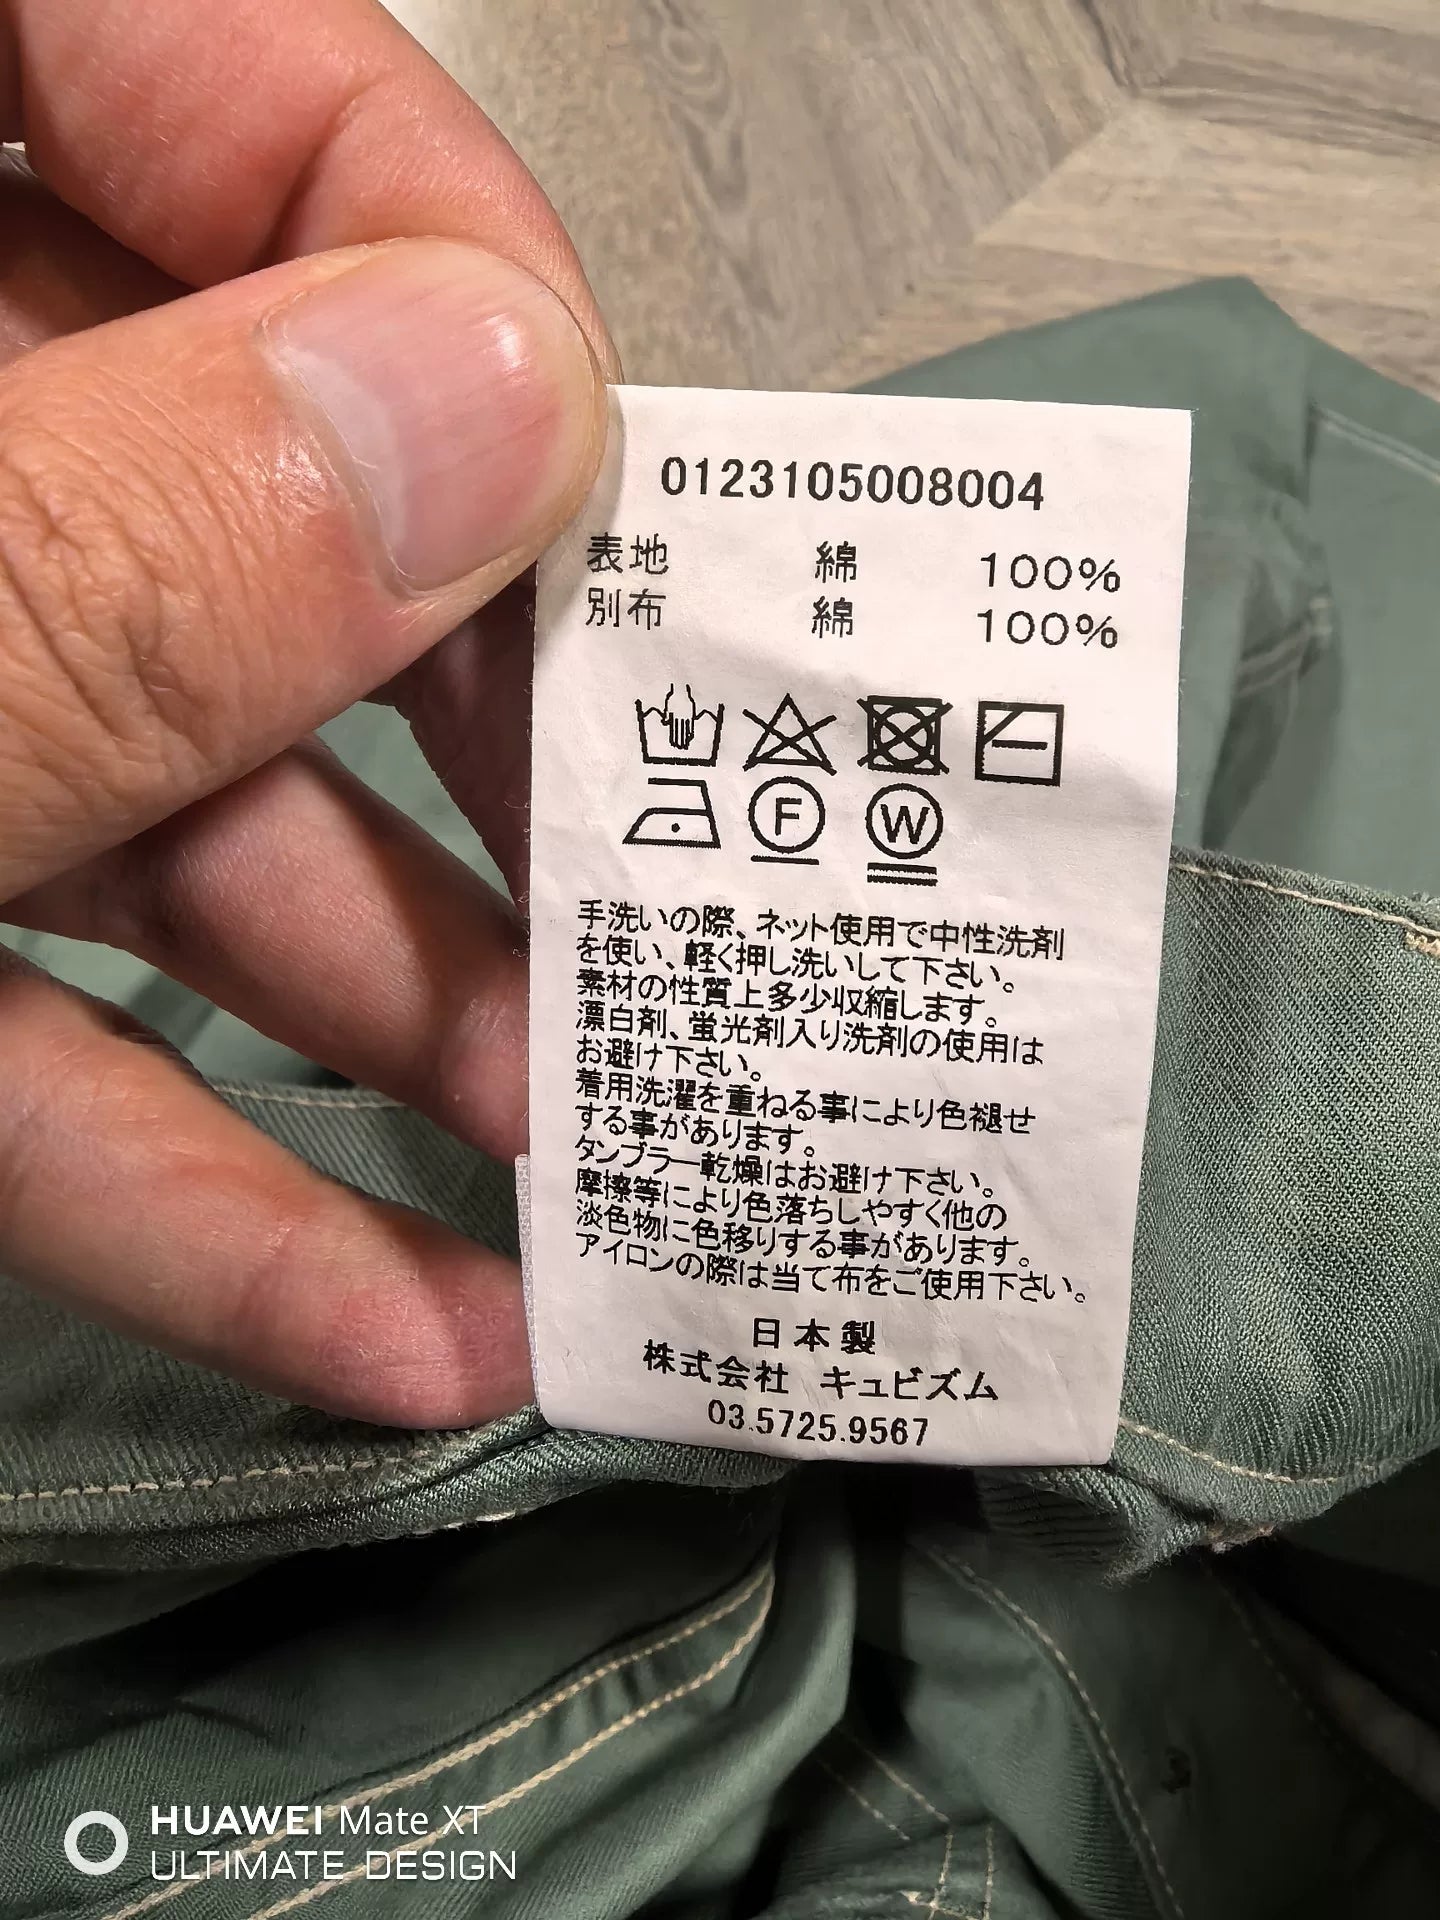 0123105008004
表地 綿 100%
別布 綿 100%
F W
手洗いの際、ネット使用で中性洗剤
を使い、軽く押し洗いして下さい。
素材の性質上多少収縮します。
漂白剤、蛍光剤入り洗剤の使用は
お避け下さい。
着用洗濯を重ねる事により色褪せ
する事があります。
タンブラー乾燥はお避け下さい。
摩擦等により色落ちしやすく他の
淡色物に色移りする事があります。
アイロンの際は当て布をご使用下さい。
日本製
株式会社 キュビズム
03.5725.9567
HUAWEI Mate XT
ULTIMATE DESIGN